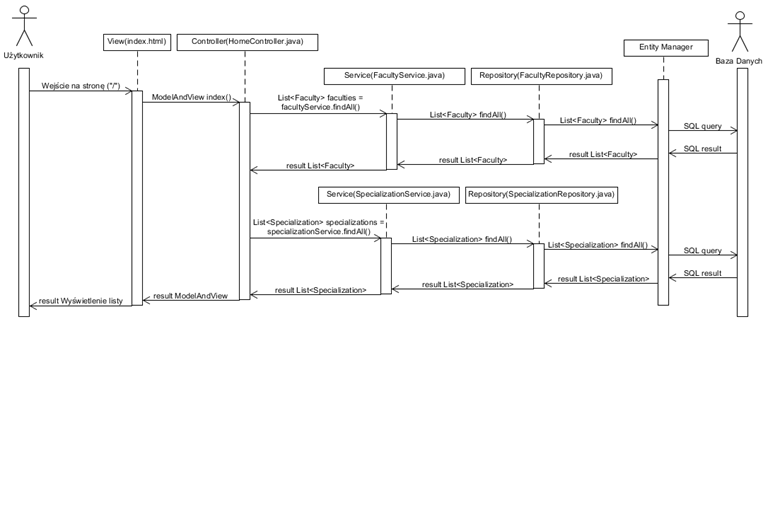 Użytkownik
View(index.html)
Controller(HomeController.java)
Service(FacultyService.java)
Repository(FacultyRepository.java)
Entity Manager
Baza Danych
Wejście na stronę ("/")
ModelAndView index()
List<Faculty> faculties =
facultyService.findAll()
List<Faculty> findAll()
List<Faculty> findAll()
SQL query
SQL result
result List<Faculty>
result List<Faculty>
result List<Faculty>
Service(SpecializationService.java)
Repository(SpecializationRepository.java)
List<Specialization> specializations =
specializationService.findAll()
List<Specialization> findAll()
List<Specialization> findAll()
SQL query
SQL result
result List<Specialization>
result List<Specialization>
result List<Specialization>
result ModelAndView
result Wyświetlenie listy